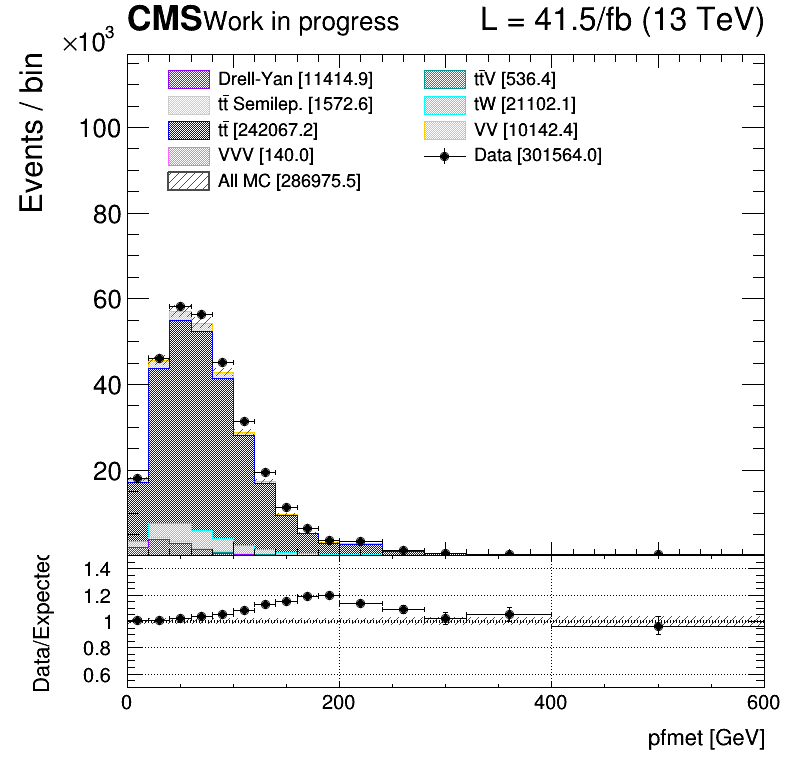 CMS Work in progress L = 41.5/fb (13 TeV)
×10³
Events / bin
Drell-Yan [11414.9] tt̄V [536.4]
tt̄ Semilep. [1572.6] tW [21102.1]
tt̄ [242067.2] VV [10142.4]
VVV [140.0] Data [301564.0]
All MC [286975.5]
100
80
60
40
20
Data/Expected
1.4
1.2
1
0.8
0.6
0 200 400 600
pfmet [GeV]